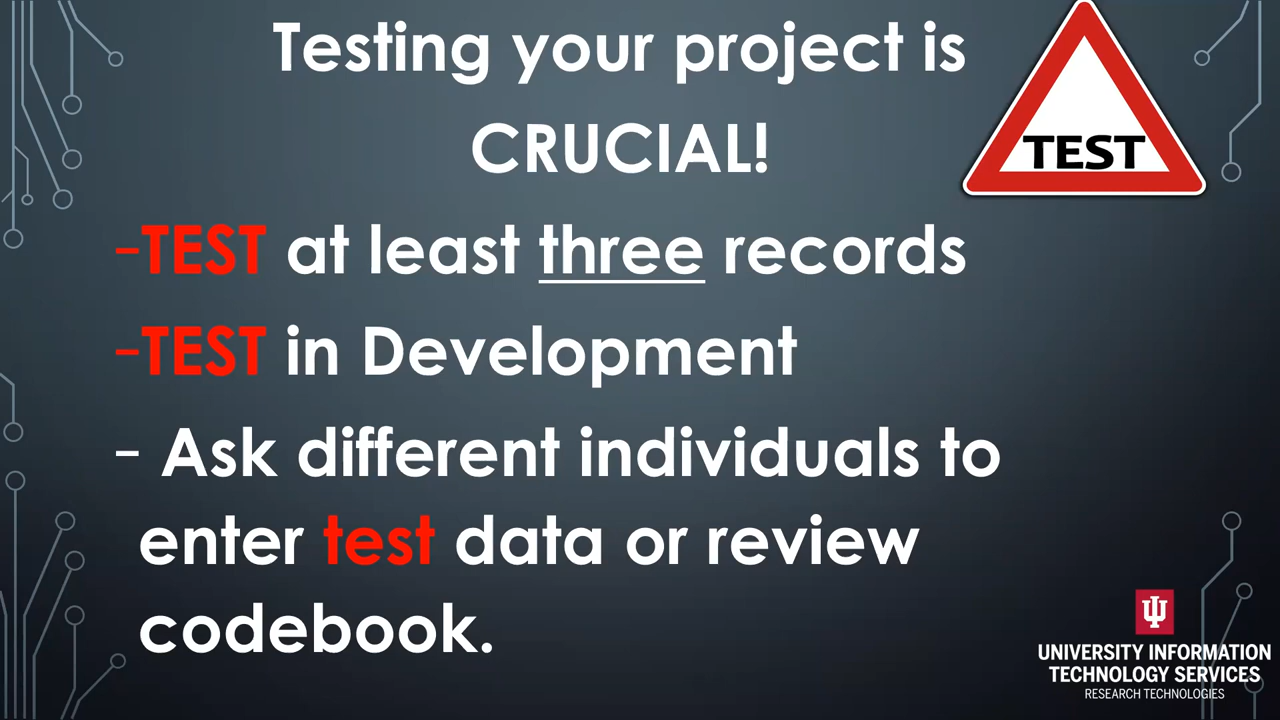 Testing your project is
CRUCIAL!
TEST
-TEST at least three records
-TEST in Development
- Ask different individuals to
enter test data or review
codebook.
UNIVERSITY INFORMATION
TECHNOLOGY SERVICES
RESEARCH TECHNOLOGIES